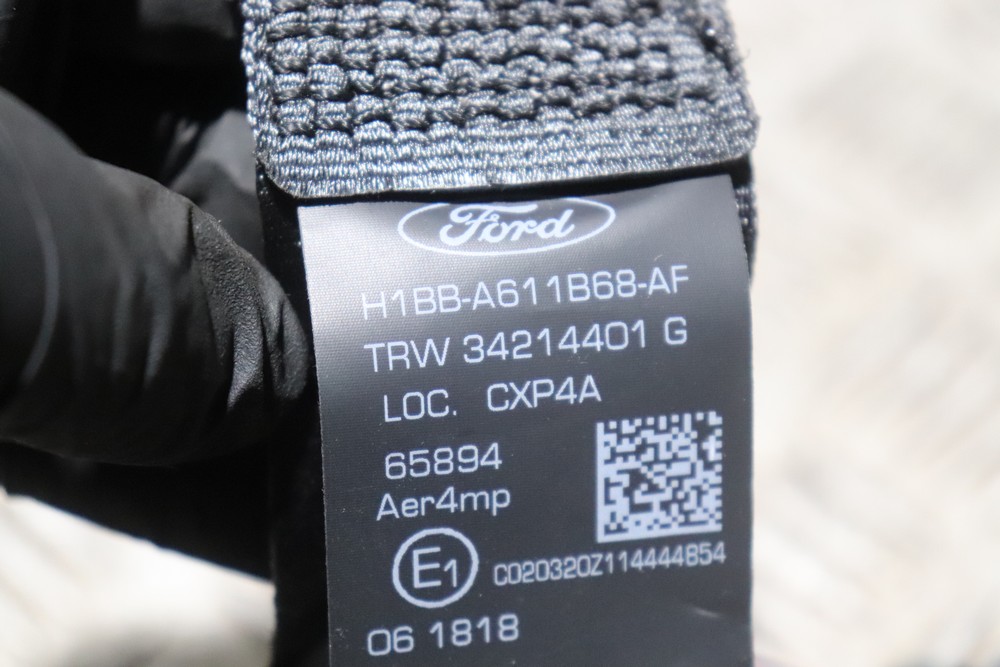 Ford
H1BB-A611B68-AF
TRW 34214401 G
LOC. CXP4A
65894
Aer4mp
E1
C020320Z114444854
06 1818